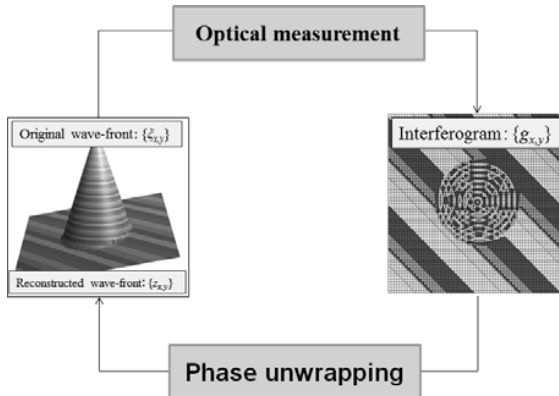 Optical measurement
Original wave-front: {ξx,y}
Interferogram: {gx,y}
Reconstructed wave-front: {zx,y}
Phase unwrapping